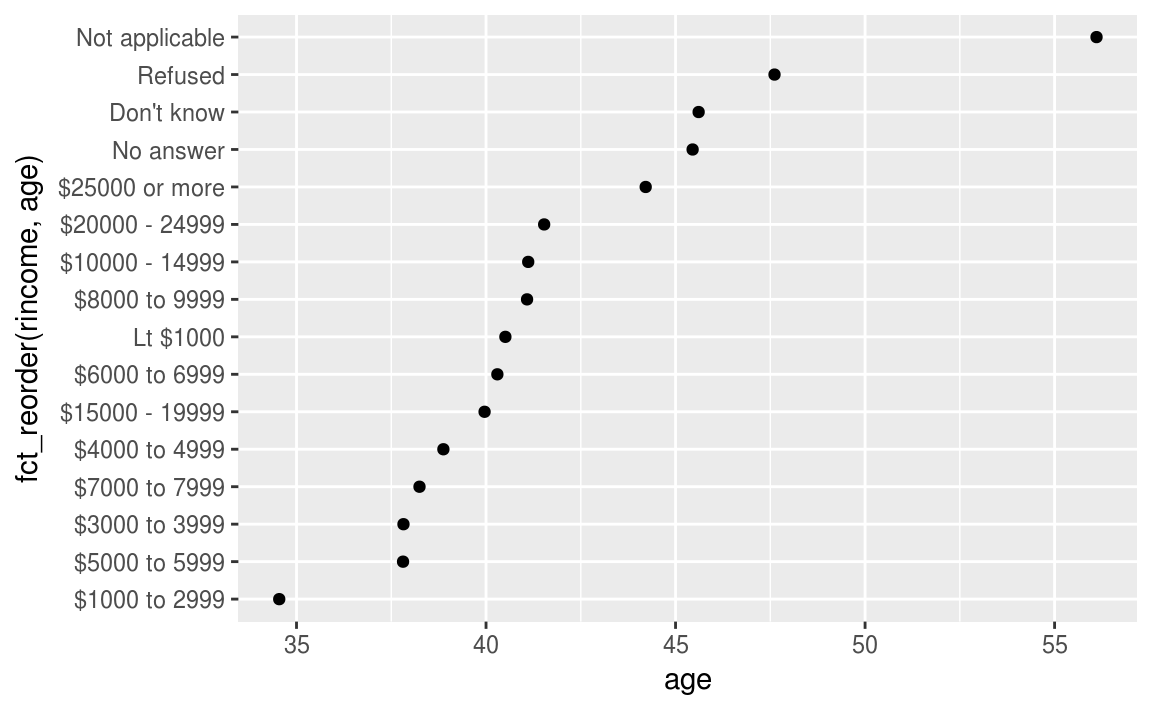 Not applicable
Refused
Don't know
No answer
$25000 or more
$20000 - 24999
$10000 - 14999
$8000 to 9999
Lt $1000
$6000 to 6999
$15000 - 19999
$4000 to 4999
$7000 to 7999
$3000 to 3999
$5000 to 5999
$1000 to 2999
fct_reorder(rincome, age)
35 40 45 50 55
age